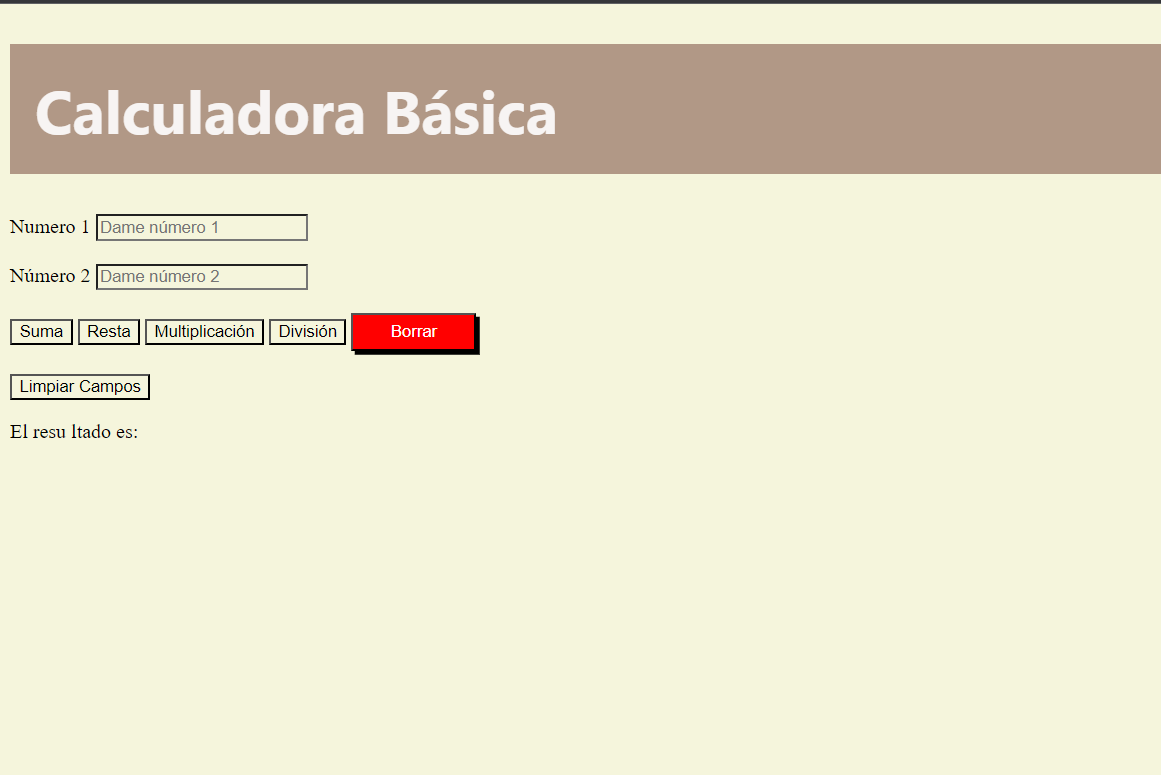 Calculadora Básica
Numero 1 Dame número 1
Número 2 Dame número 2
Suma Resta Multiplicación División Borrar
Limpiar Campos
El resu ltado es: